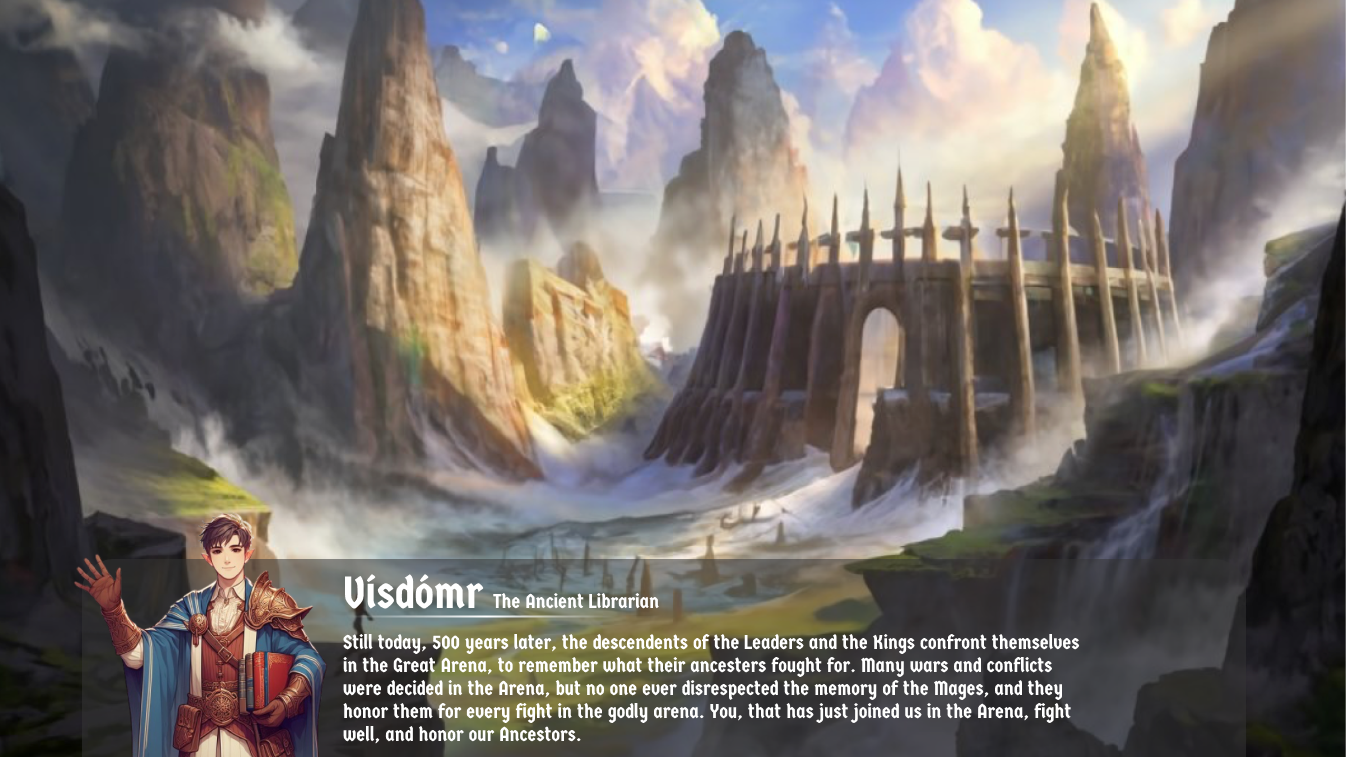 Vísdómr The Ancient Librarian
Still today, 500 years later, the descendents of the Leaders and the Kings confront themselves
in the Great Arena, to remember what their ancesters fought for. Many wars and conflicts
were decided in the Arena, but no one ever disrespected the memory of the Mages, and they
honor them for every fight in the godly arena. You, that has just joined us in the Arena, fight
well, and honor our Ancestors.